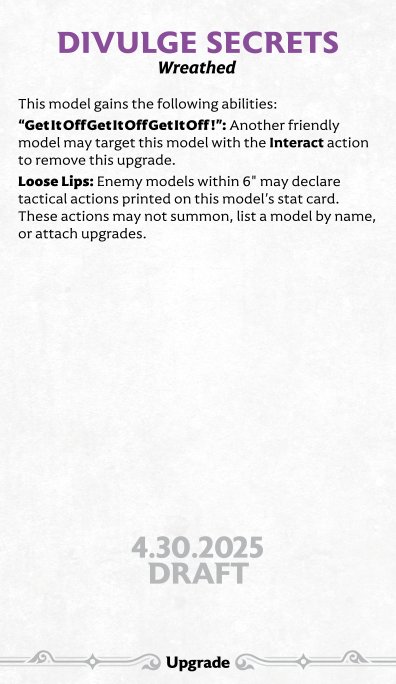 DIVULGE SECRETS
Wreathed
This model gains the following abilities:
“GetItOffGetItOffGetItOff!”: Another friendly
model may target this model with the Interact action
to remove this upgrade.
Loose Lips: Enemy models within 6" may declare
tactical actions printed on this model’s stat card.
These actions may not summon, list a model by name,
or attach upgrades.
4.30.2025
DRAFT
Upgrade